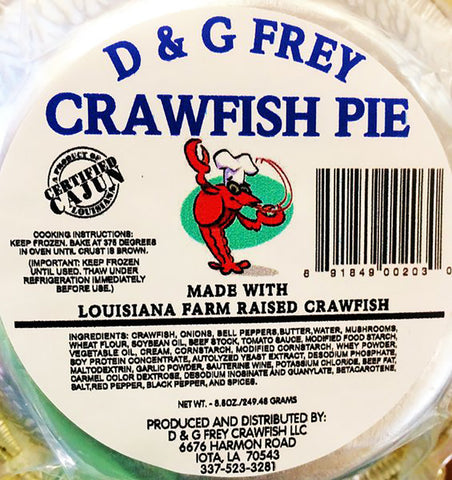 D & G FREY
CRAWFISH PIE
PRODUCT OF
CERTIFIED
CAJUN
LOUISIANA
COOKING INSTRUCTIONS:
KEEP FROZEN. BAKE AT 375 DEGREES
IN OVEN UNTIL CRUST IS BROWN.
(IMPORTANT: KEEP FROZEN
UNTIL USED. THAW UNDER
REFRIGERATION IMMEDIATELY
BEFORE USE.)
8 91849 00203 0
MADE WITH
LOUISIANA FARM RAISED CRAWFISH
INGREDIENTS: CRAWFISH, ONIONS, BELL PEPPERS,BUTTER,WATER, MUSHROOMS,
WHEAT FLOUR, SOYBEAN OIL, BEEF STOCK, TOMATO SAUCE, MODIFIED FOOD STARCH,
VEGETABLE OIL, CREAM, CORNSTARCH, MODIFIED CORNSTARCH, WHEY POWDER,
SOY PROTEIN CONCENTRATE, AUTOLYZED YEAST EXTRACT, DESODIUM PHOSPHATE,
MALTODEXTRIN, GARLIC POWDER, SAUTERINE WINE, POTASSIUM CHLORIDE, BEEF FAT,
CARMEL COLOR DEXTROSE, DESODIUM INOSINATE AND GUANYLATE, BETACAROTENE,
SALT,RED PEPPER, BLACK PEPPER, AND SPICES.
NET WT. - 8.8OZ./249.48 GRAMS
PRODUCED AND DISTRIBUTED BY:
D & G FREY CRAWFISH LLC
6676 HARMON ROAD
IOTA, LA 70543
337-523-3281